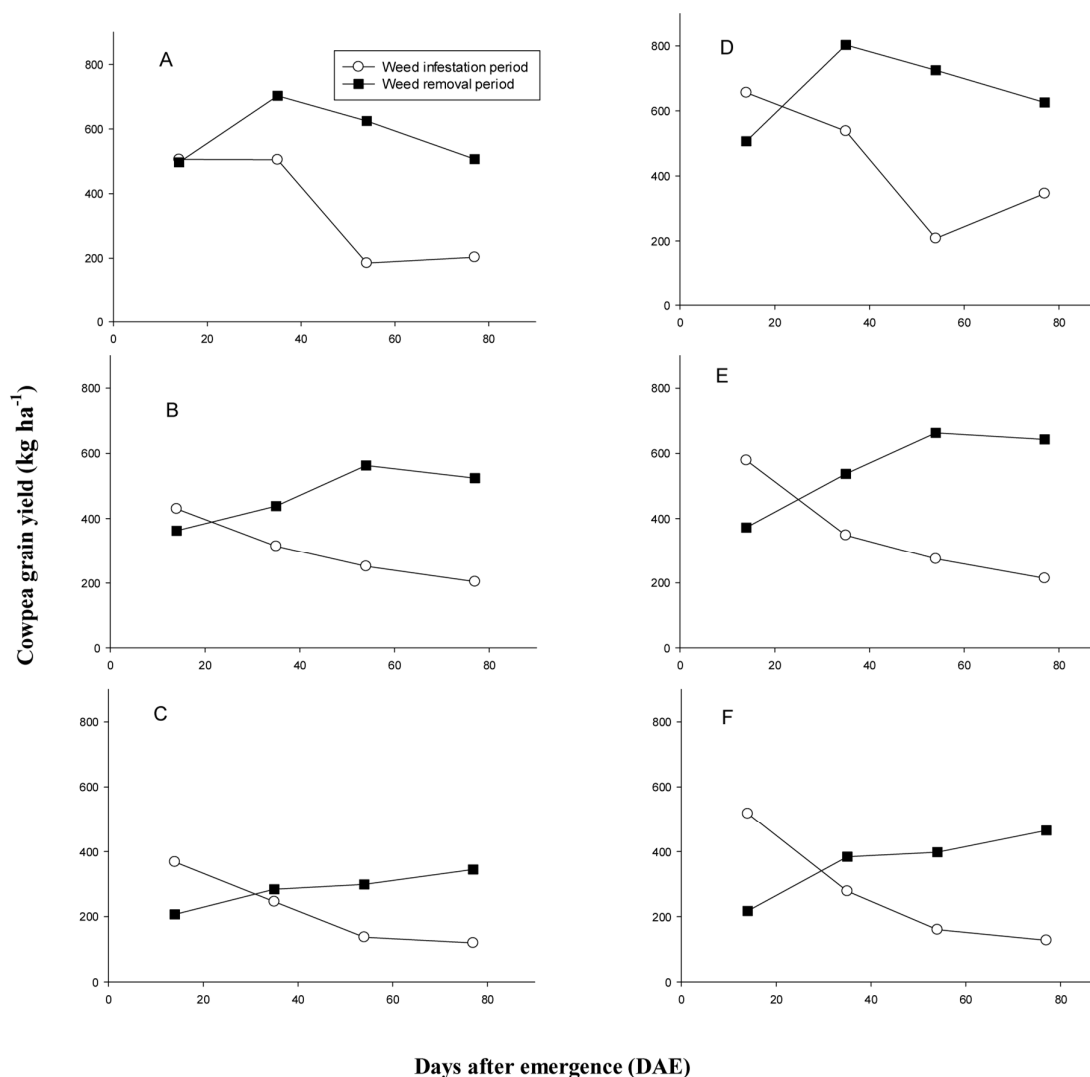 A
Weed infestation period
Weed removal period
800
600
400
200
0
0 20 40 60 80
D
800
600
400
200
0
0 20 40 60 80
B
800
600
400
200
0
0 20 40 60 80
E
800
600
400
200
0
0 20 40 60 80
C
800
600
400
200
0
0 20 40 60 80
F
800
600
400
200
0
0 20 40 60 80
Cowpea grain yield (kg ha⁻¹)
Days after emergence (DAE)